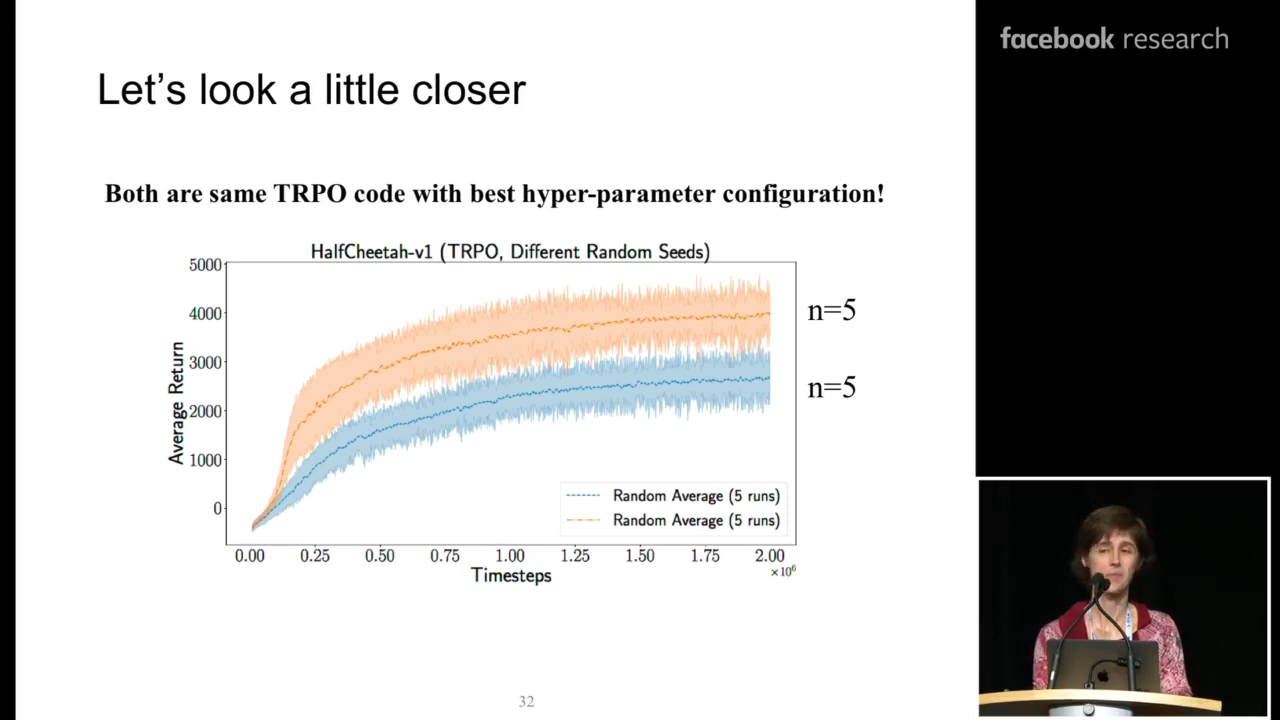 facebook research
Let's look a little closer
Both are same TRPO code with best hyper-parameter configuration!
HalfCheetah-v1 (TRPO, Different Random Seeds)
5000
4000
3000
2000
1000
0
Average Return
n=5
n=5
Random Average (5 runs)
Random Average (5 runs)
0.00 0.25 0.50 0.75 1.00 1.25 1.50 1.75 2.00
×10⁶
Timesteps
32